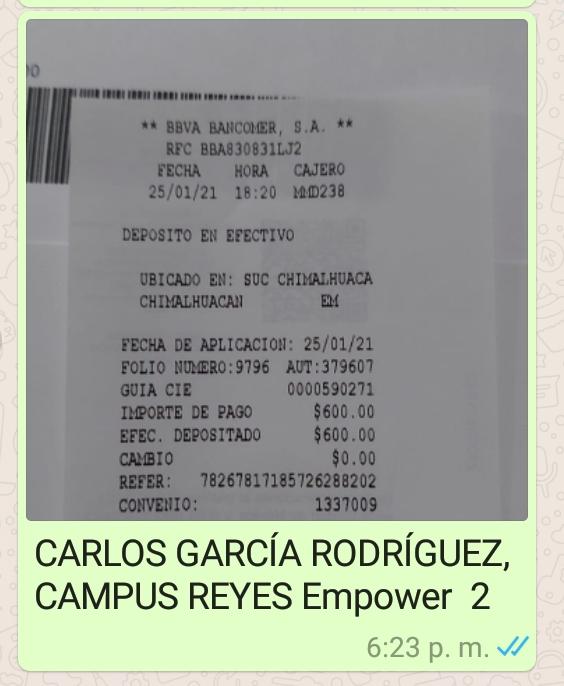 00
** BBVA BANCOMER, S.A. **
RFC BBA830831LJ2
FECHA HORA CAJERO
25/01/21 18:20 MMD238
DEPOSITO EN EFECTIVO
UBICADO EN: SUC CHIMALHUACA
CHIMALHUACAN EM
FECHA DE APLICACION: 25/01/21
FOLIO NUMERO:9796 AUT:379607
GUIA CIE 0000590271
IMPORTE DE PAGO $600.00
EFEC. DEPOSITADO $600.00
CAMBIO $0.00
REFER: 78267817185726288202
CONVENIO: 1337009
CARLOS GARCÍA RODRÍGUEZ,
CAMPUS REYES Empower 2
6:23 p. m.